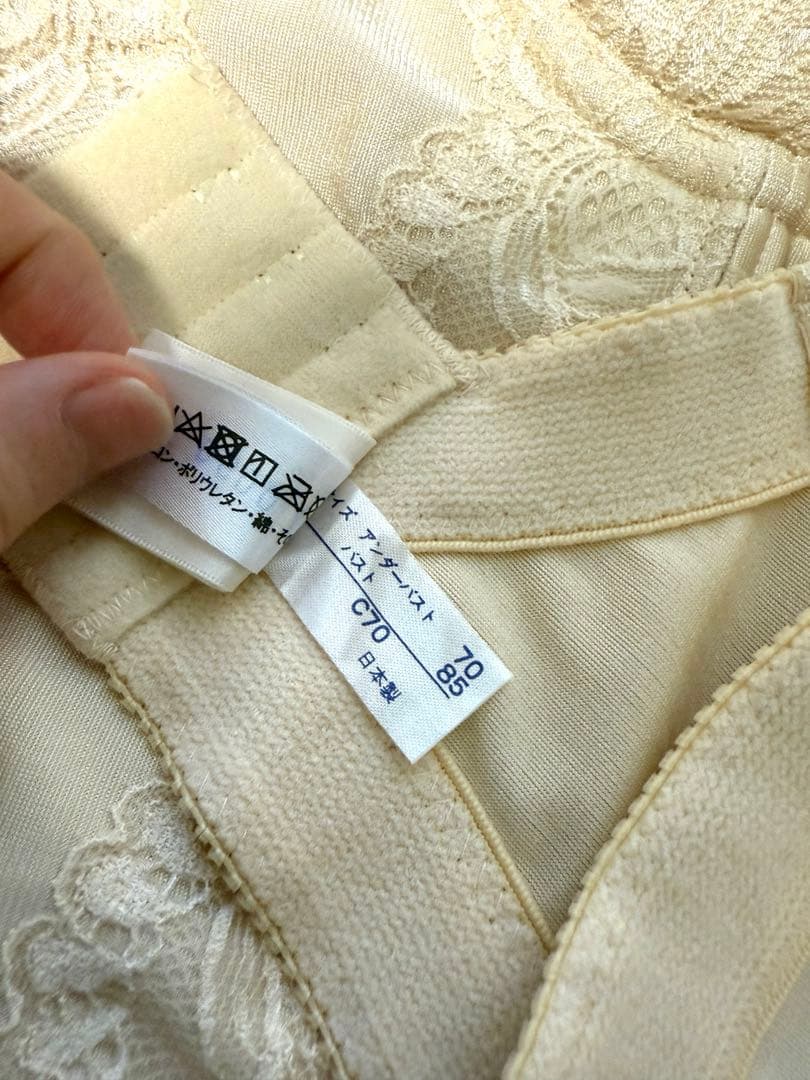 ン・ポリウレタン・綿・そ
イズ アンダーバスト 70
バスト 85
C70
日本製